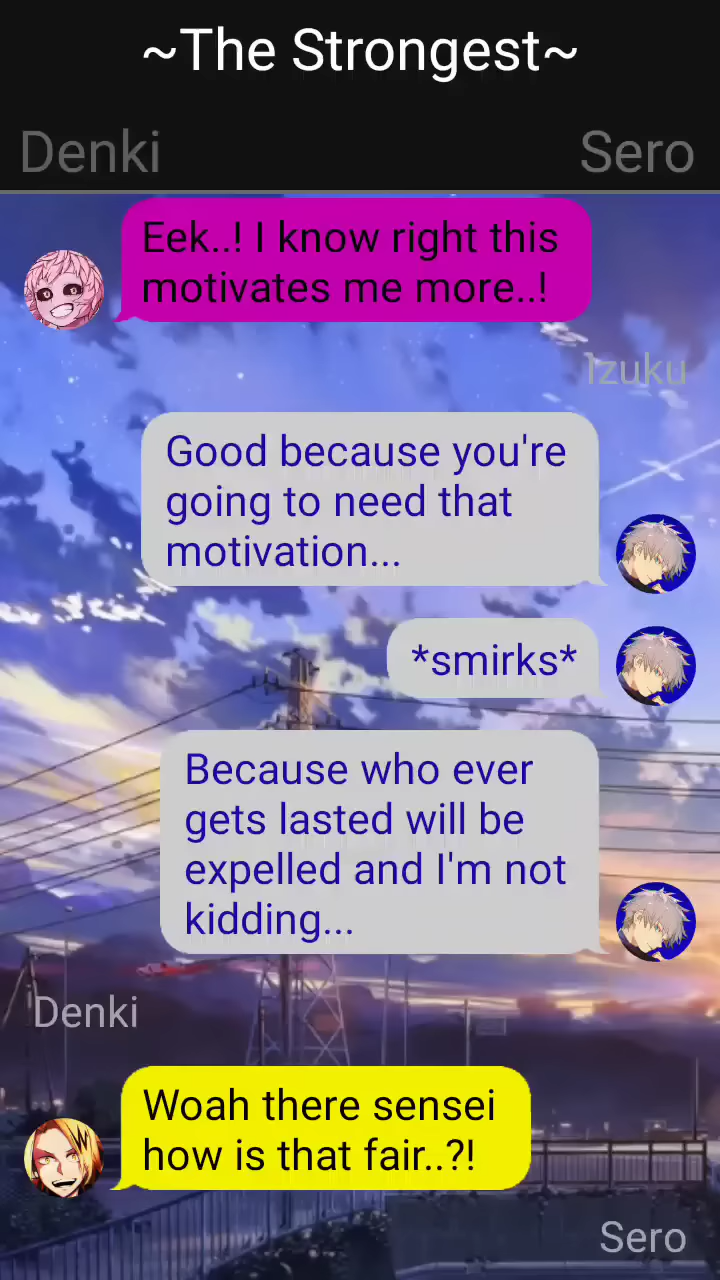 ~The Strongest~
Denki
Sero
Eek..! I know right this
motivates me more..!
Izuku
Good because you're
going to need that
motivation...
*smirks*
Because who ever
gets lasted will be
expelled and I'm not
kidding...
Denki
Woah there sensei
how is that fair..?!
Sero